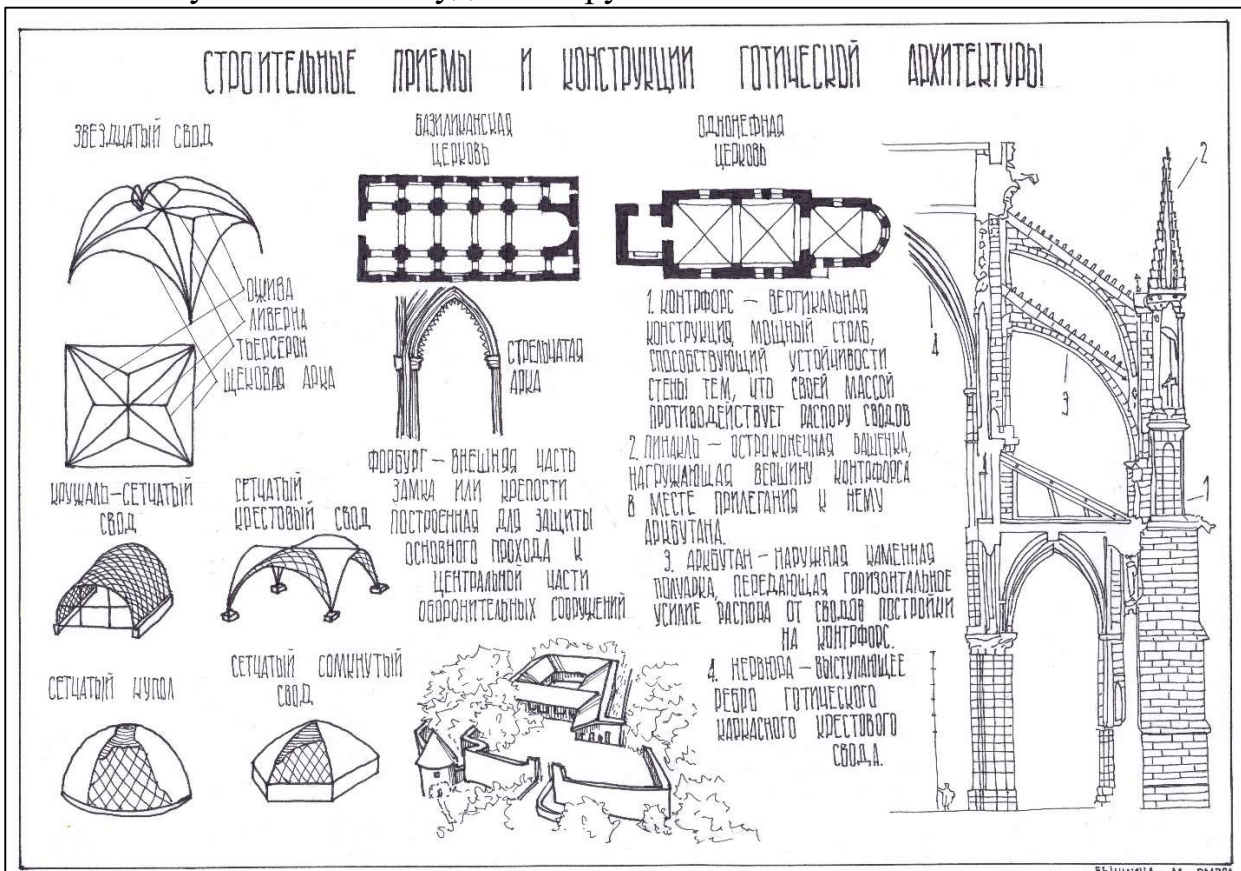 СТРОИТЕЛЬНЫЕ ПРИЕМЫ И КОНСТРУКЦИИ ГОТИЧЕСКОЙ АРХИТЕКТУРЫ
ЗВЕЗДЧАТЫЙ СВОД
ОЖИВА
ЛИВЕРНА
ТЬЕРСЕРОН
ЩЕКОВАЯ АРКА
КРУЖАЛЬ-СЕТЧАТЫЙ
СВОД
СЕТЧАТЫЙ
КРЕСТОВЫЙ СВОД
СЕТЧАТЫЙ КУПОЛ
СЕТЧАТЫЙ СОМКНУТЫЙ
СВОД
БАЗИЛИКАНСКАЯ
ЦЕРКОВЬ
СТРЕЛЬЧАТАЯ
АРКА
ФОРБУРГ – ВНЕШНЯЯ ЧАСТЬ
ЗАМКА ИЛИ КРЕПОСТИ
ПОСТРОЕННАЯ ДЛЯ ЗАЩИТЫ
ОСНОВНОГО ПРОХОДА К
ЦЕНТРАЛЬНОЙ ЧАСТИ
ОБОРОНИТЕЛЬНЫХ СООРУЖЕНИЙ
ОДНОНЕФНАЯ
ЦЕРКОВЬ
1. КОНТРФОРС – ВЕРТИКАЛЬНАЯ
КОНСТРУКЦИЯ, МОЩНЫЙ СТОЛБ,
СПОСОБСТВУЮЩИЙ УСТОЙЧИВОСТИ
СТЕНЫ ТЕМ, ЧТО СВОЕЙ МАССОЙ
ПРОТИВОДЕЙСТВУЕТ РАСПОРУ СВОДОВ
2. ПИНАКЛЬ – ОСТРОКОНЕЧНАЯ БАШЕНКА,
НАГРУЖАЮЩАЯ ВЕРШИНУ КОНТРФОРСА
В МЕСТЕ ПРИЛЕГАНИЯ К НЕМУ
АРКБУТАНА.
3. АРКБУТАН – НАРУЖНАЯ КАМЕННАЯ
ПОЛУАРКА, ПЕРЕДАЮЩАЯ ГОРИЗОНТАЛЬНОЕ
УСИЛИЕ РАСПОРА ОТ СВОДОВ ПОСТРОЙКИ
НА КОНТРФОРС.
4. НЕРВЮРА – ВЫСТУПАЮЩЕЕ
РЕБРО ГОТИЧЕСКОГО
КАРКАСНОГО КРЕСТОВОГО
СВОДА.
2
4
3
1